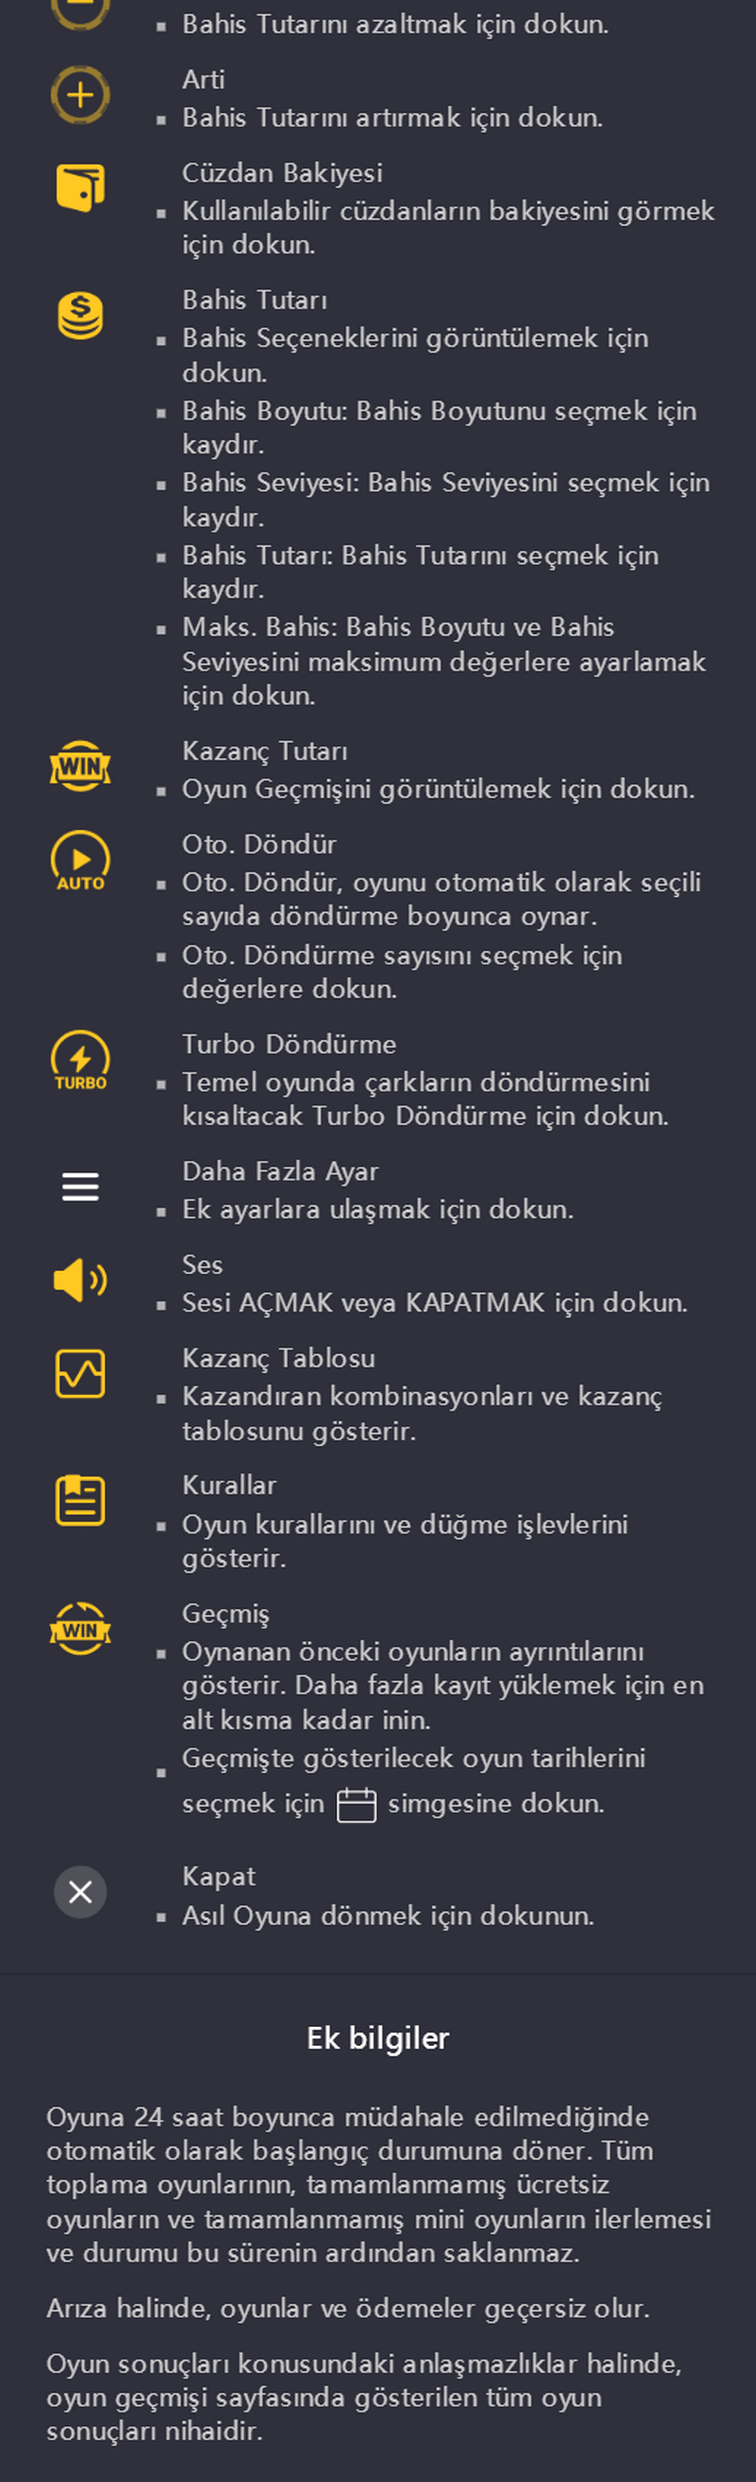 Bahis Tutarını azaltmak için dokun.
Arti
Bahis Tutarını artırmak için dokun.
Cüzdan Bakiyesi
Kullanılabilir cüzdanların bakiyesini görmek
için dokun.
Bahis Tutarı
Bahis Seçeneklerini görüntülemek için
dokun.
Bahis Boyutu: Bahis Boyutunu seçmek için
kaydır.
Bahis Seviyesi: Bahis Seviyesini seçmek için
kaydır.
Bahis Tutarı: Bahis Tutarını seçmek için
kaydır.
Maks. Bahis: Bahis Boyutu ve Bahis
Seviyesini maksimum değerlere ayarlamak
için dokun.
WIN
Kazanç Tutarı
Oyun Geçmişini görüntülemek için dokun.
AUTO
Oto. Döndür
Oto. Döndür, oyunu otomatik olarak seçili
sayıda döndürme boyunca oynar.
Oto. Döndürme sayısını seçmek için
değerlere dokun.
TURBO
Turbo Döndürme
Temel oyunda çarkların döndürmesini
kısaltacak Turbo Döndürme için dokun.
Daha Fazla Ayar
Ek ayarlara ulaşmak için dokun.
Ses
Sesi AÇMAK veya KAPATMAK için dokun.
Kazanç Tablosu
Kazandıran kombinasyonları ve kazanç
tablosunu gösterir.
Kurallar
Oyun kurallarını ve düğme işlevlerini
gösterir.
WIN
Geçmiş
Oynanan önceki oyunların ayrıntılarını
gösterir. Daha fazla kayıt yüklemek için en
alt kısma kadar inin.
Geçmişte gösterilecek oyun tarihlerini
seçmek için simgesine dokun.
Kapat
Asıl Oyuna dönmek için dokunun.
Ek bilgiler
Oyuna 24 saat boyunca müdahale edilmediğinde
otomatik olarak başlangıç durumuna döner. Tüm
toplama oyunlarının, tamamlanmamış ücretsiz
oyunların ve tamamlanmamış mini oyunların ilerlemesi
ve durumu bu sürenin ardından saklanmaz.
Arıza halinde, oyunlar ve ödemeler geçersiz olur.
Oyun sonuçları konusundaki anlaşmazlıklar halinde,
oyun geçmişi sayfasında gösterilen tüm oyun
sonuçları nihaidir.